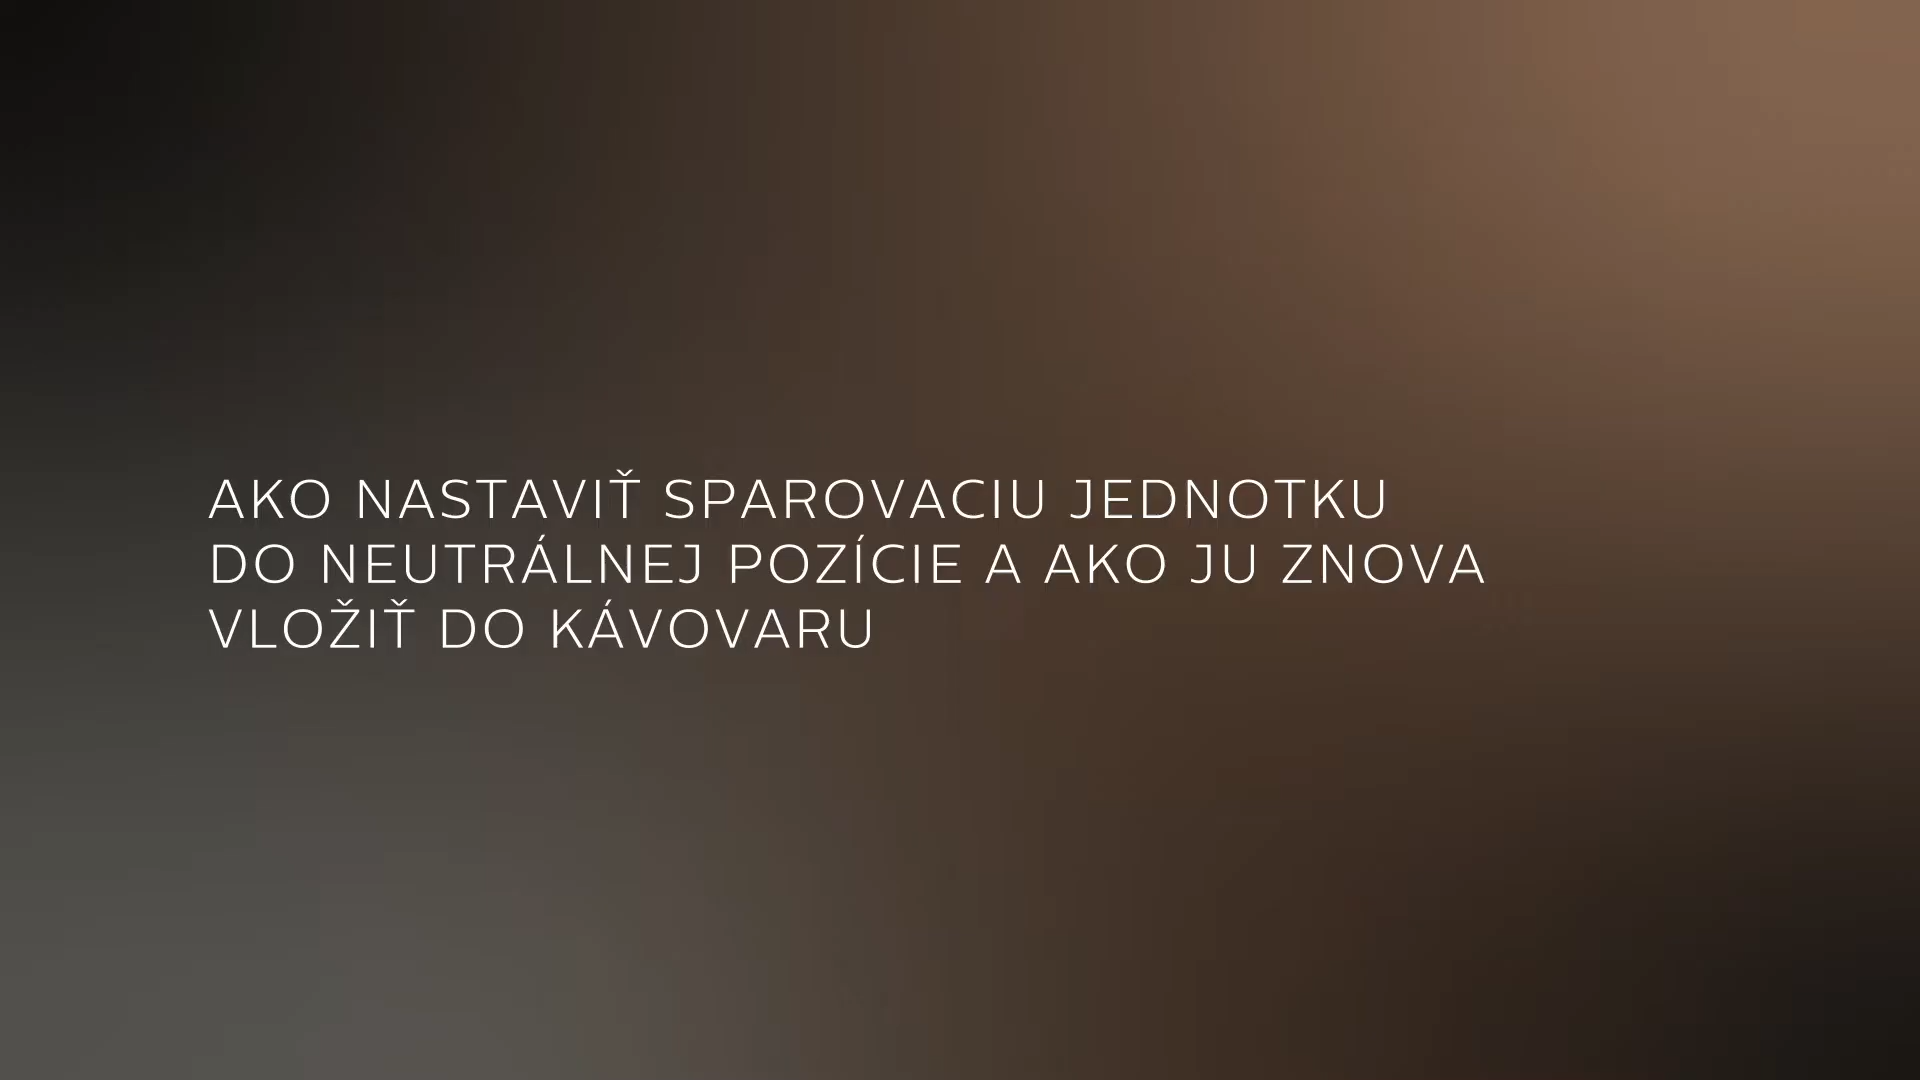 AKO NASTAVIŤ SPAROVACIU JEDNOTKU
DO NEUTRÁLNEJ POZÍCIE A AKO JU ZNOVA
VLOŽIŤ DO KÁVOVARU